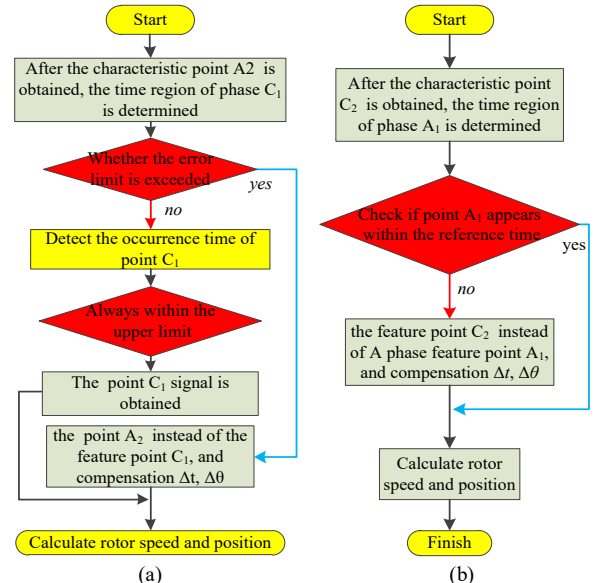 Start
After the characteristic point A2 is
obtained, the time region of phase C₁
is determined
Whether the error
limit is exceeded
yes
no
Detect the occurrence time of
point C₁
Always within the
upper limit
The point C₁ signal is
obtained
the point A₂ instead of the
feature point C₁, and
compensation Δt, Δθ
Calculate rotor speed and position
(a)
Start
After the characteristic point
C₂ is obtained, the time region
of phase A₁ is determined
Check if point A₁ appears
within the reference time
yes
no
the feature point C₂ instead
of A phase feature point A₁,
and compensation Δt, Δθ
Calculate rotor
speed and position
Finish
(b)